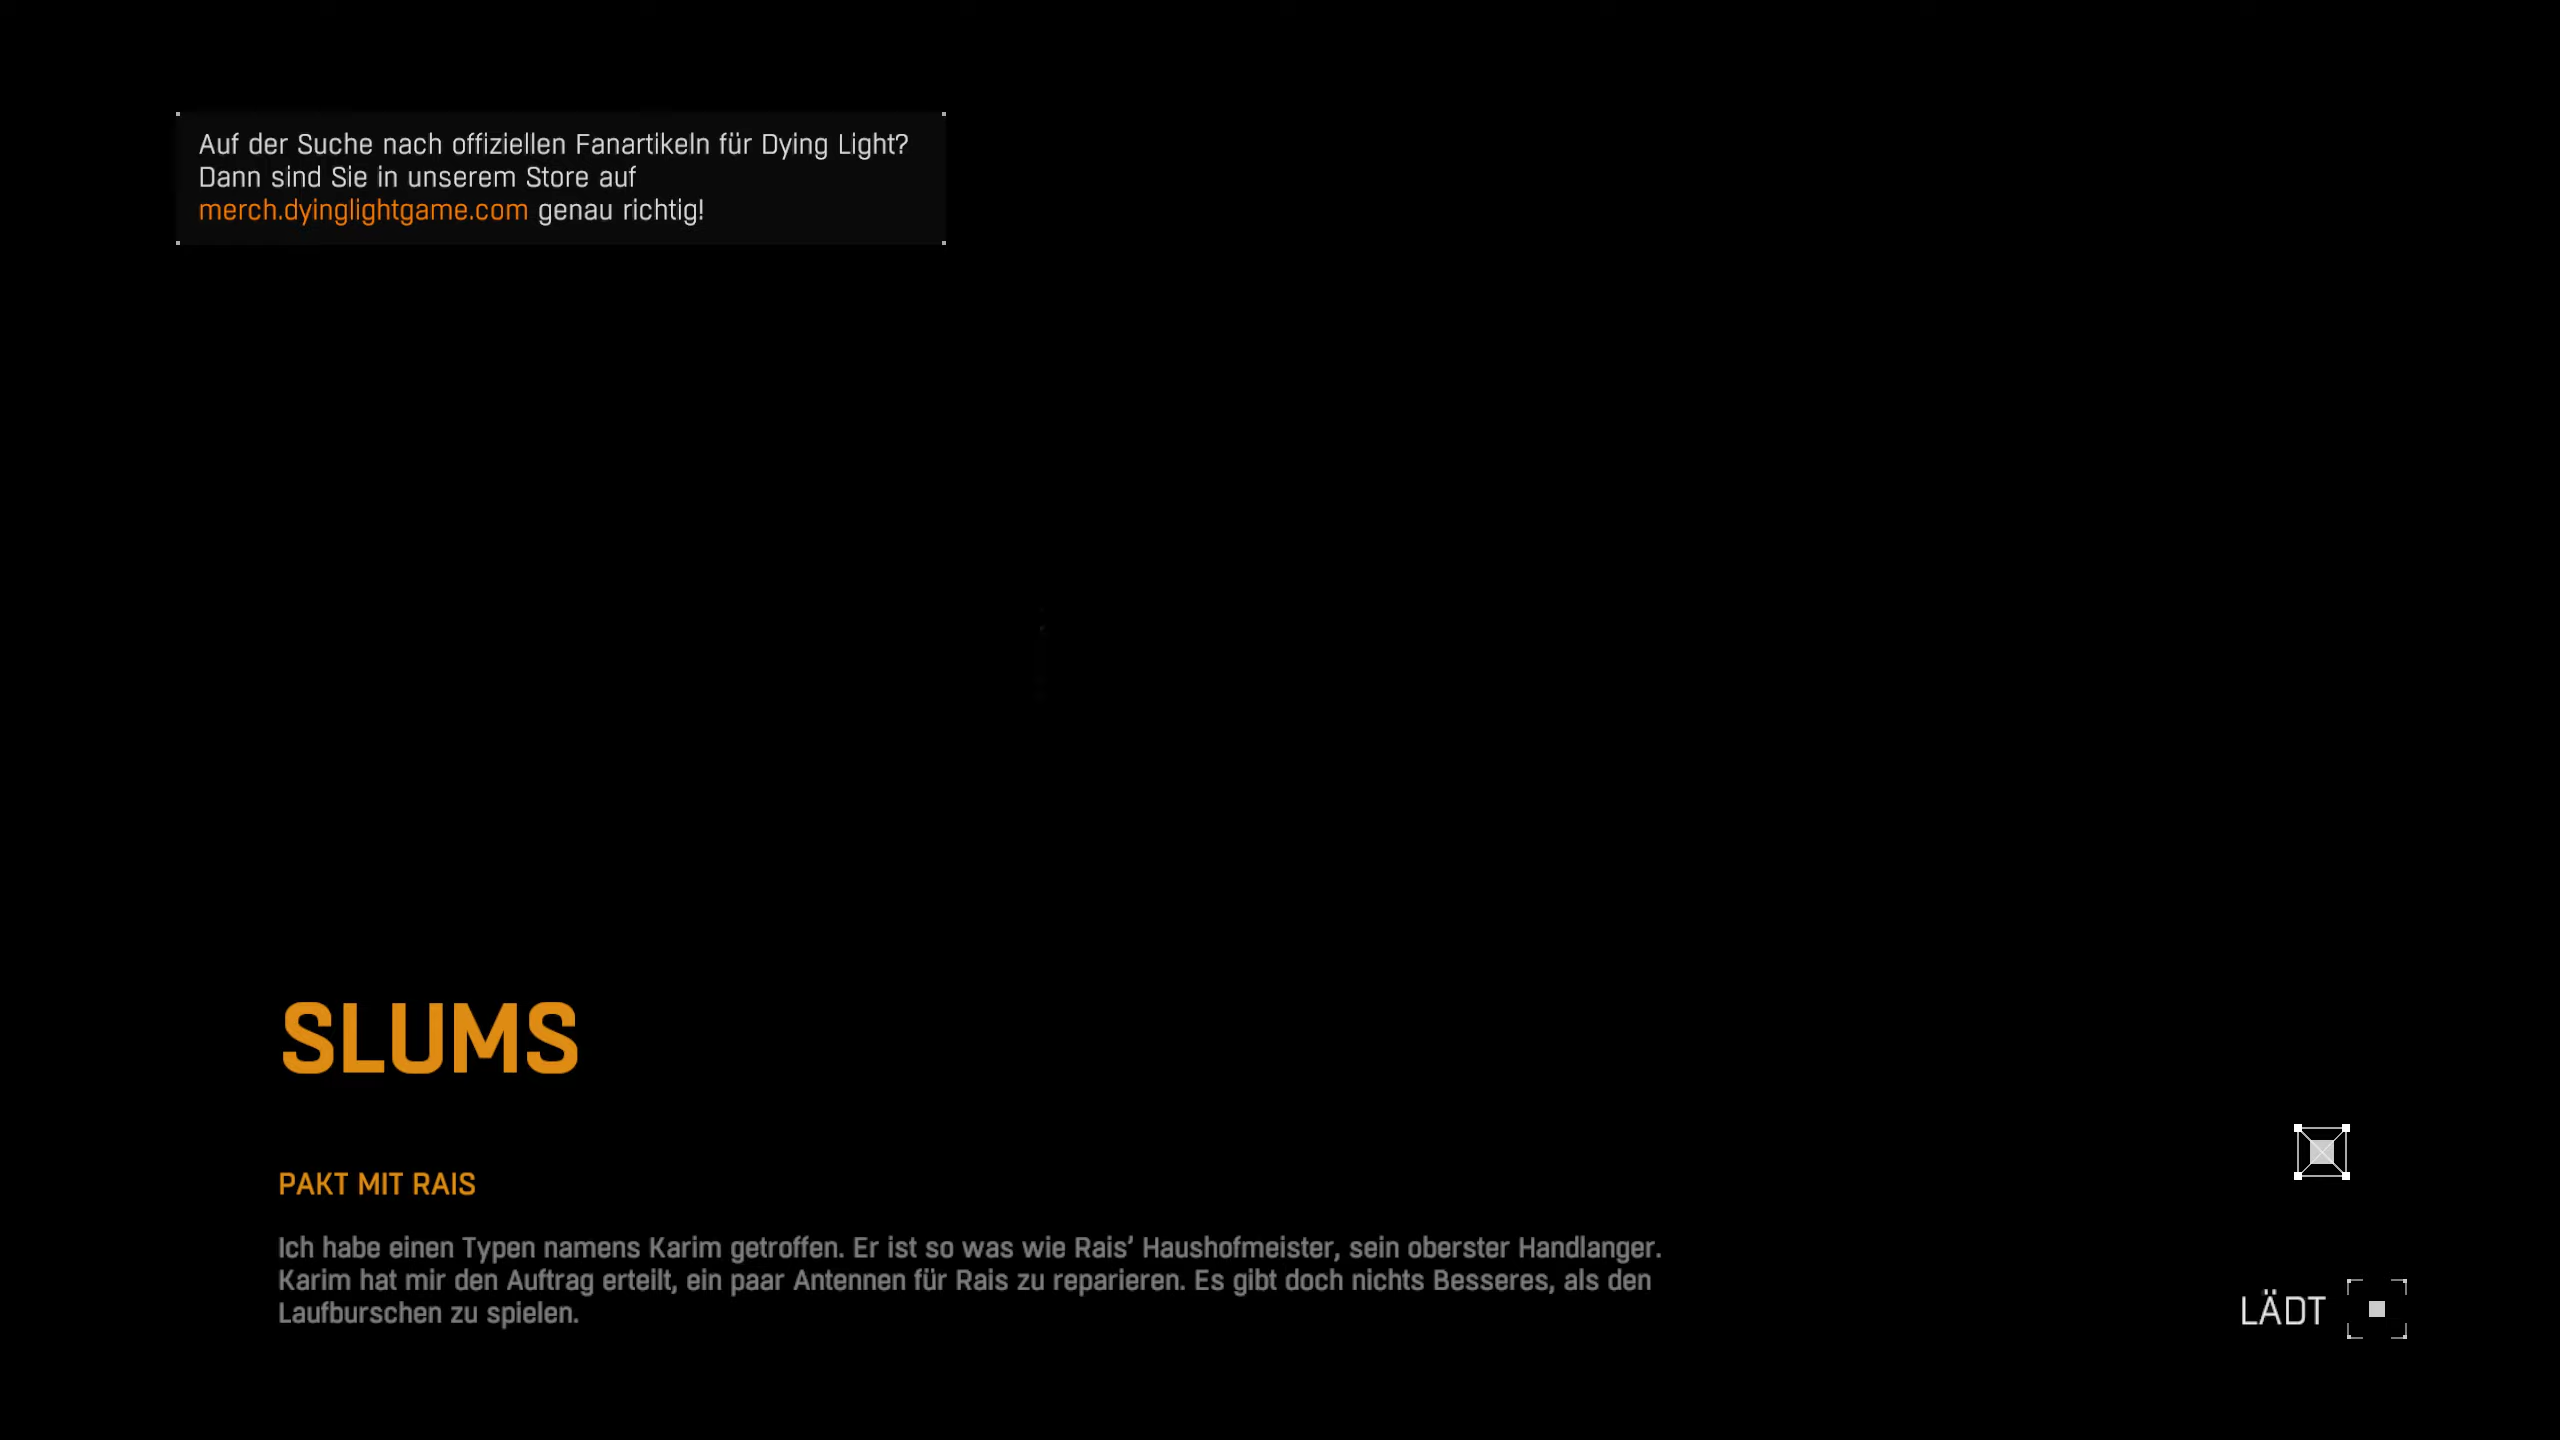 Auf der Suche nach offiziellen Fanartikeln für Dying Light?
Dann sind Sie in unserem Store auf
merch.dyinglightgame.com genau richtig!
SLUMS
PAKT MIT RAIS
Ich habe einen Typen namens Karim getroffen. Er ist so was wie Rais’ Haushofmeister, sein oberster Handlanger.
Karim hat mir den Auftrag erteilt, ein paar Antennen für Rais zu reparieren. Es gibt doch nichts Besseres, als den
Laufburschen zu spielen.
LÄDT